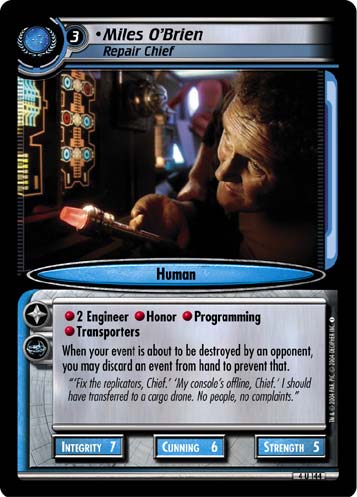 3
•Miles O'Brien
Repair Chief
Human
2 Engineer Honor Programming
Transporters
When your event is about to be destroyed by an opponent,
you may discard an event from hand to prevent that.
"'Fix the replicators, Chief.' 'My console's offline, Chief.' I should
have transferred to a cargo drone. No people, no complaints."
INTEGRITY 7 CUNNING 6 STRENGTH 5
4 U 144